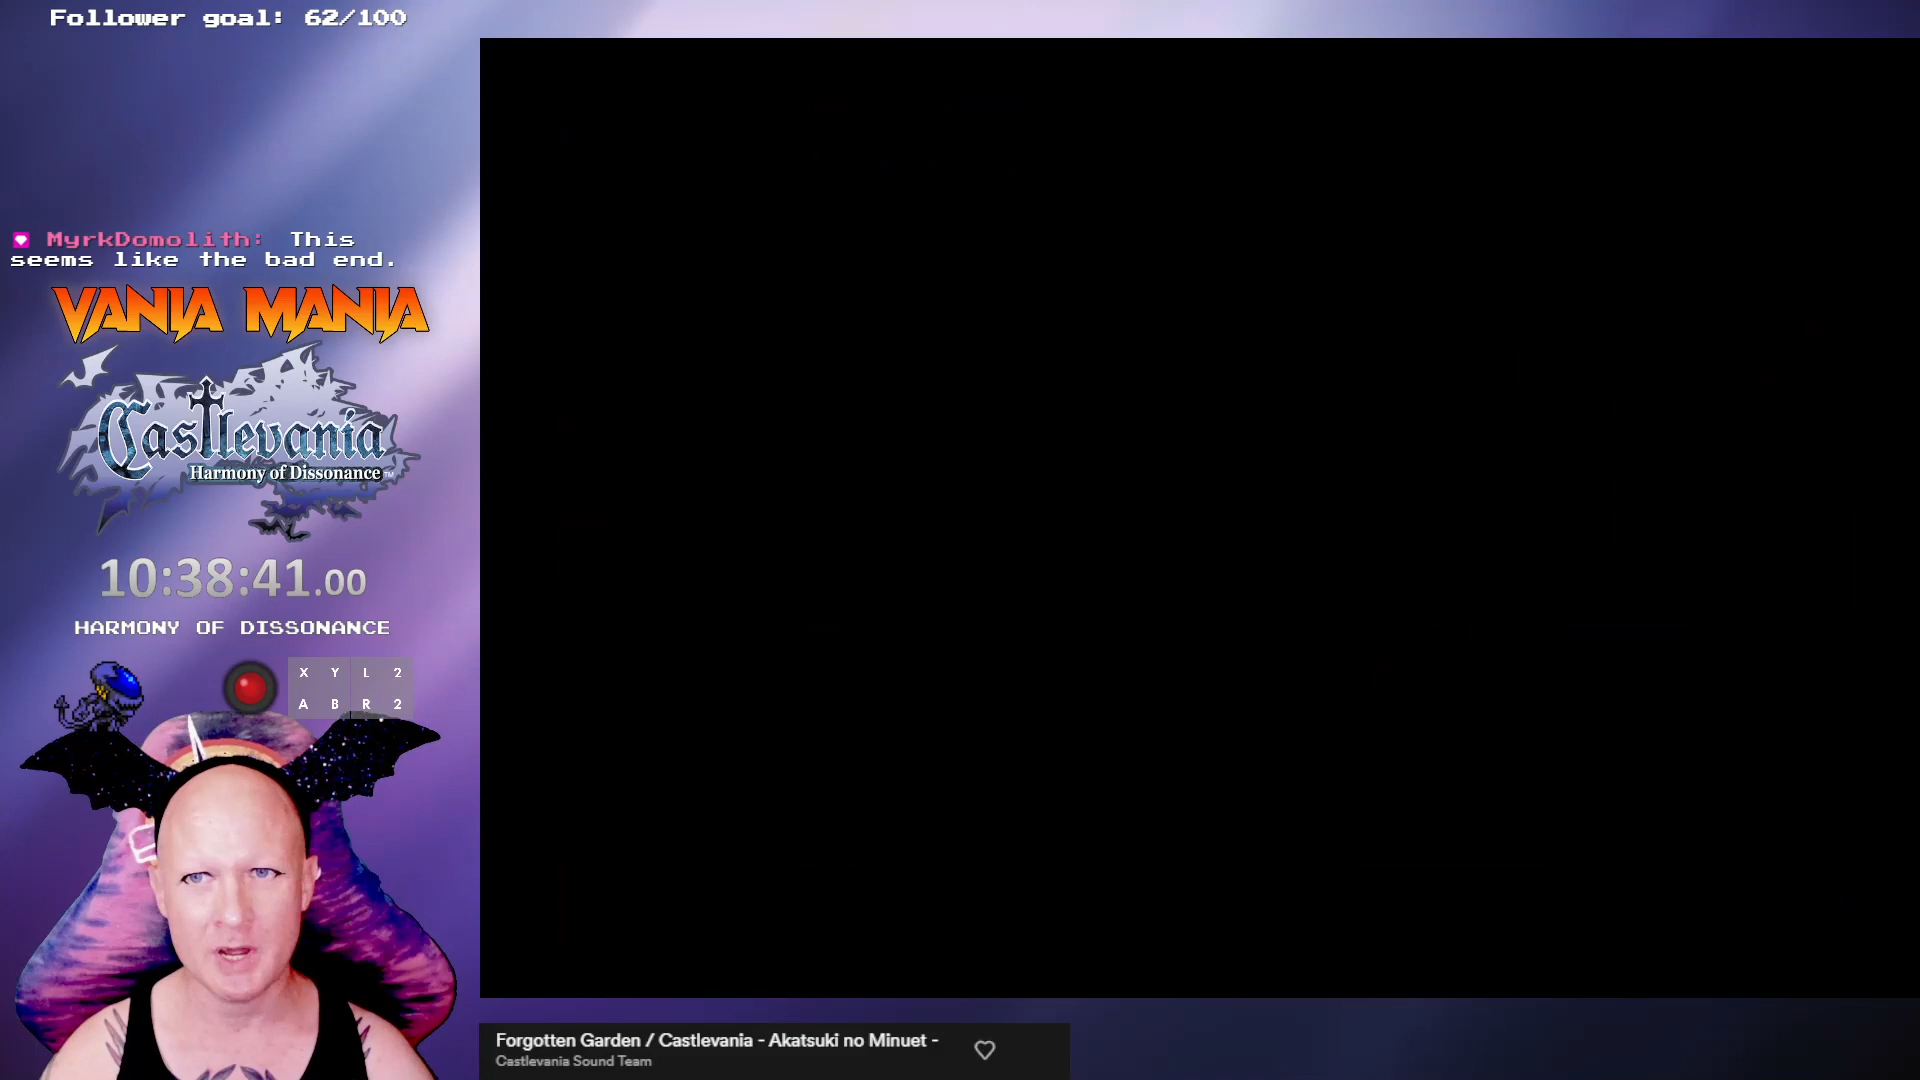 Follower goal: 62/100
MyrkDomolith: This
seems like the bad end.
VANIA MANIA
Castlevania
Harmony of Dissonance™
10:38:41.00
HARMONY OF DISSONANCE
X Y L 2
A B R 2
Forgotten Garden / Castlevania - Akatsuki no Minuet -
Castlevania Sound Team